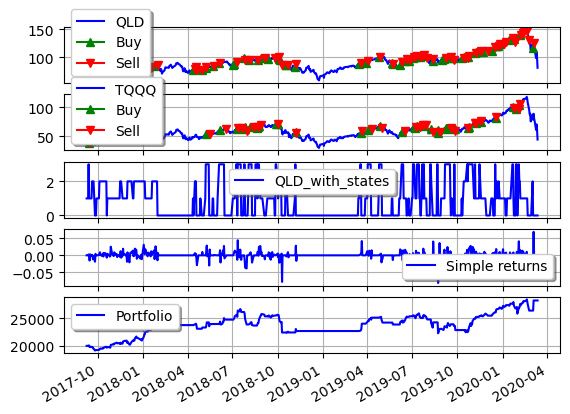 QLD
Buy
Sell
150
100
TQQQ
Buy
Sell
100
50
QLD_with_states
2
0
0.05
0.00
−0.05
Simple returns
Portfolio
25000
20000
2017-10 2018-01 2018-04 2018-07 2018-10 2019-01 2019-04 2019-07 2019-10 2020-01 2020-04